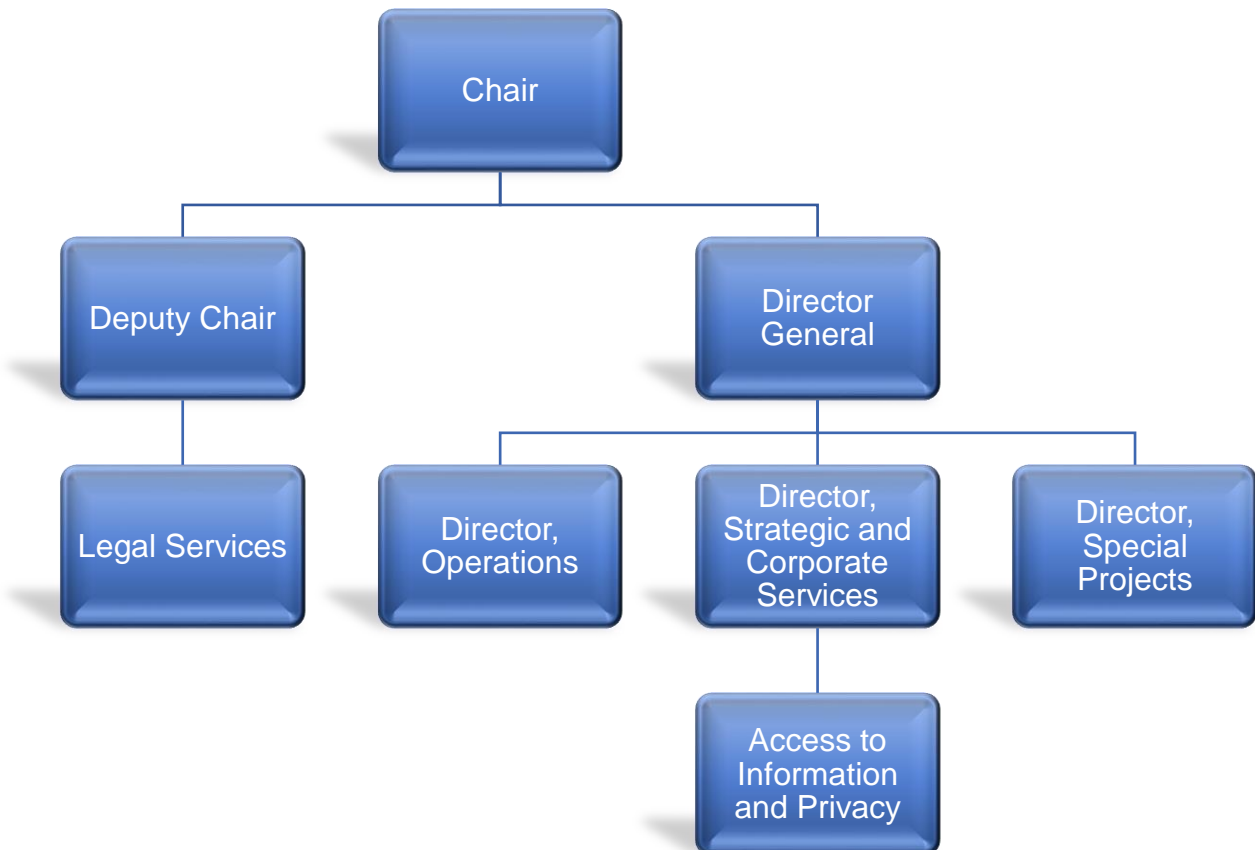 Chair
Deputy Chair
Director
General
Legal Services
Director,
Operations
Director,
Strategic and
Corporate
Services
Director,
Special
Projects
Access to
Information
and Privacy